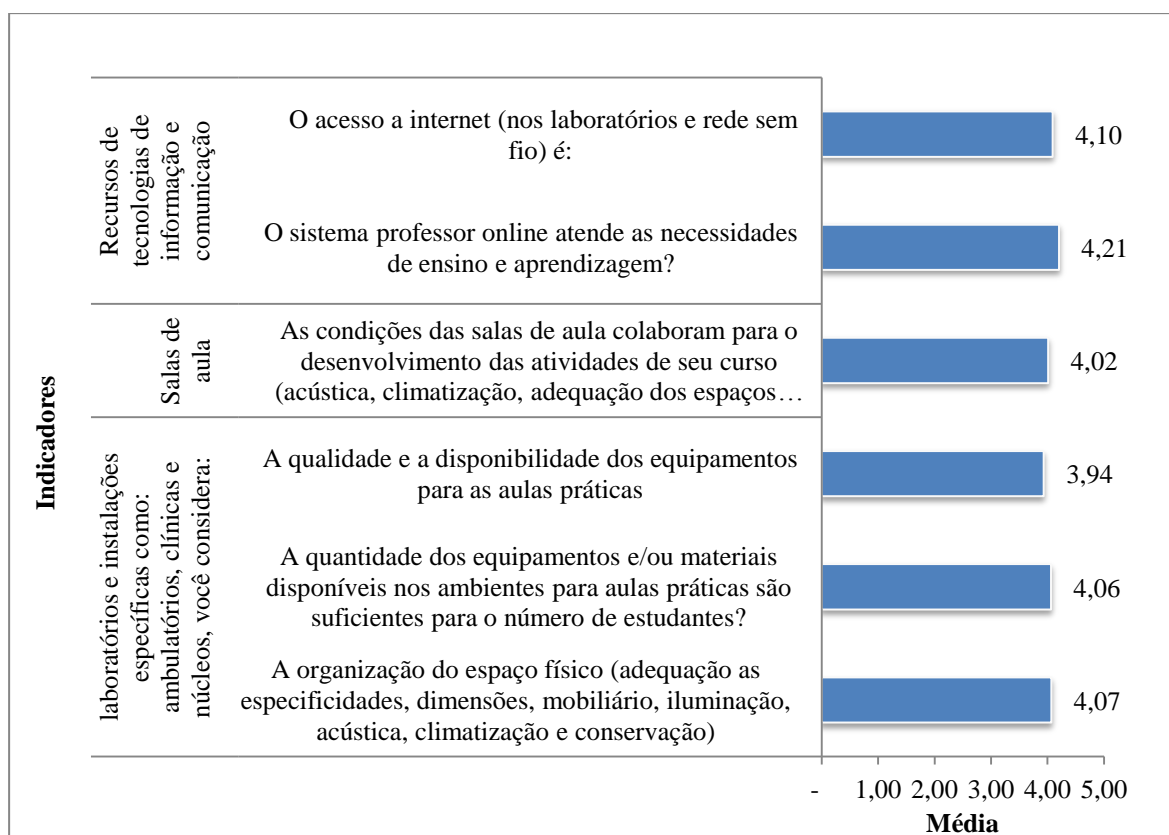 Indicadores
Recursos de
tecnologias de
informação e
comunicação
O acesso a internet (nos laboratórios e rede sem
fio) é:
4,10
O sistema professor online atende as necessidades
de ensino e aprendizagem?
4,21
Salas de
aula
As condições das salas de aula colaboram para o
desenvolvimento das atividades de seu curso
(acústica, climatização, adequação dos espaços…
4,02
laboratórios e instalações
específicas como:
ambulatórios, clínicas e
núcleos, você considera:
A qualidade e a disponibilidade dos equipamentos
para as aulas práticas
3,94
A quantidade dos equipamentos e/ou materiais
disponíveis nos ambientes para aulas práticas são
suficientes para o número de estudantes?
4,06
A organização do espaço físico (adequação as
especificidades, dimensões, mobiliário, iluminação,
acústica, climatização e conservação)
4,07
- 1,00 2,00 3,00 4,00 5,00
Média